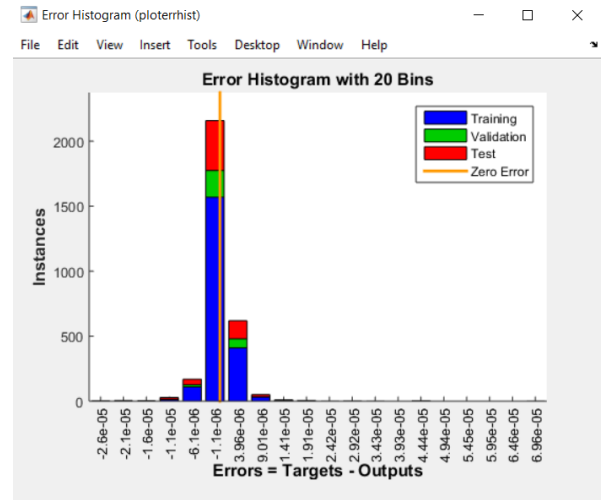 Error Histogram (ploterrhist)
File Edit View Insert Tools Desktop Window Help
Error Histogram with 20 Bins
Training
Validation
Test
Zero Error
Instances
2000
1500
1000
500
0
-2.6e-05
-2.1e-05
-1.6e-05
-1.1e-05
-6.1e-06
-1.1e-06
3.96e-06
9.01e-06
1.41e-05
1.91e-05
2.42e-05
2.92e-05
3.43e-05
3.93e-05
4.44e-05
4.94e-05
5.45e-05
5.95e-05
6.46e-05
6.96e-05
Errors = Targets - Outputs